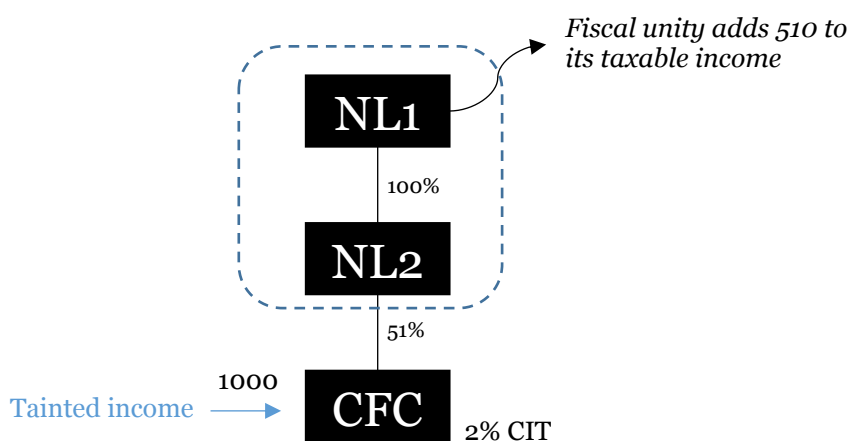 Fiscal unity adds 510 to
its taxable income
NL1
100%
NL2
51%
1000
Tainted income
CFC
2% CIT